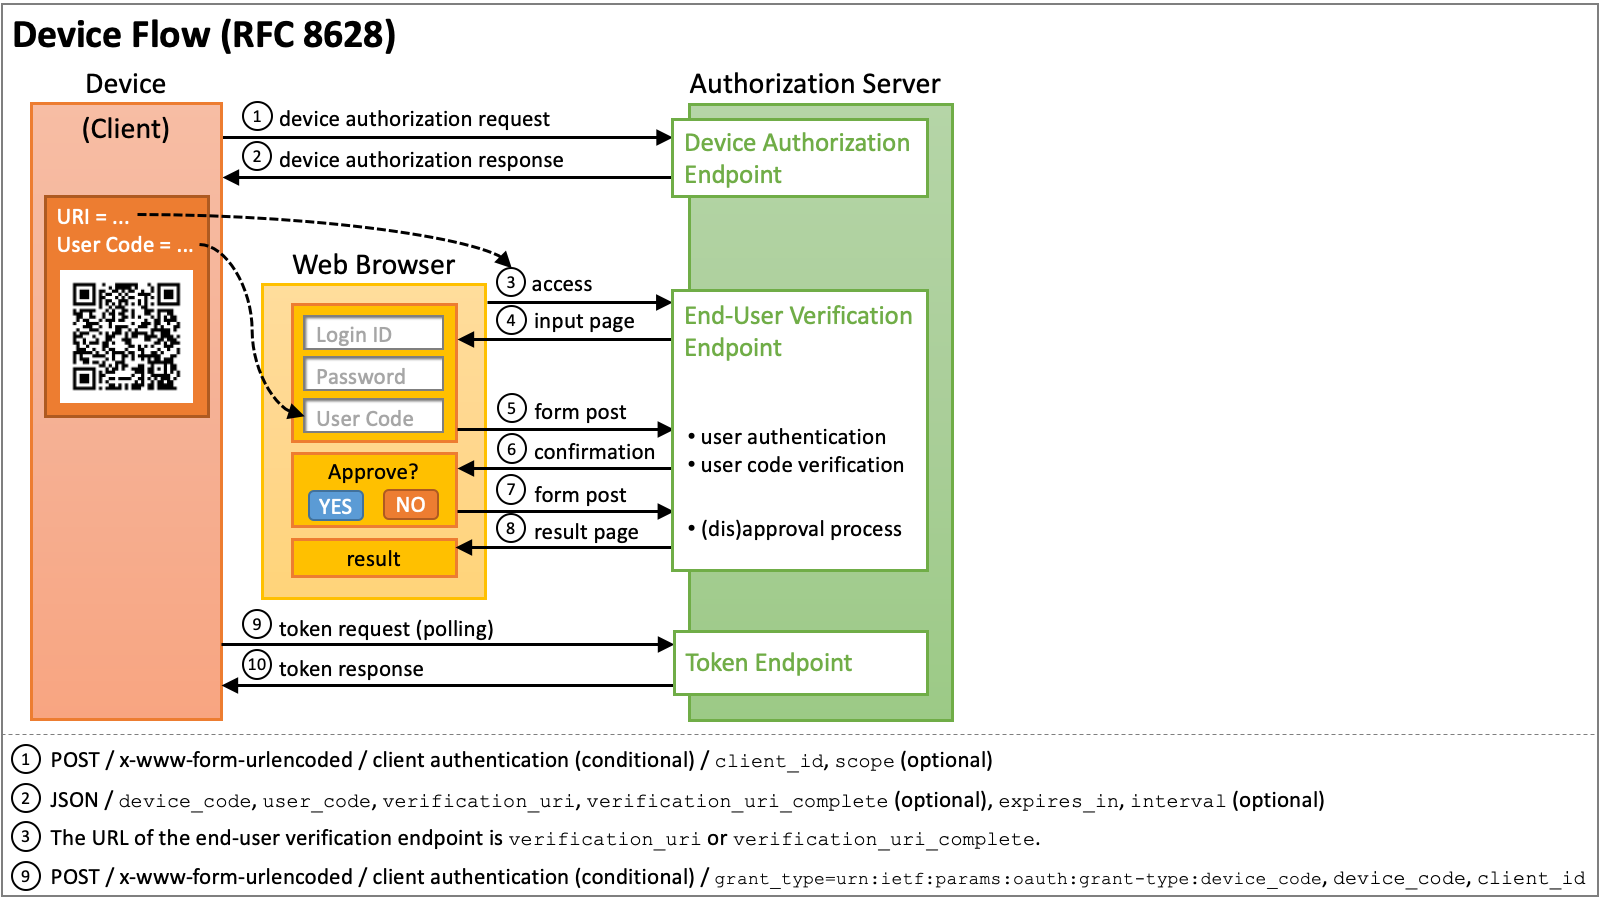 Device Flow (RFC 8628)
Device
(Client)
Authorization Server
① device authorization request
② device authorization response
Device Authorization
Endpoint
URI = ...
User Code = ...
Web Browser
Login ID
Password
User Code
③ access
④ input page
End-User Verification
Endpoint
⑤ form post
⑥ confirmation
• user authentication
• user code verification
Approve?
YES NO
⑦ form post
⑧ result page
• (dis)approval process
result
⑨ token request (polling)
⑩ token response
Token Endpoint
① POST / x-www-form-urlencoded / client authentication (conditional) / client_id, scope (optional)
② JSON / device_code, user_code, verification_uri, verification_uri_complete (optional), expires_in, interval (optional)
③ The URL of the end-user verification endpoint is verification_uri or verification_uri_complete.
⑨ POST / x-www-form-urlencoded / client authentication (conditional) / grant_type=urn:ietf:params:oauth:grant-type:device_code, device_code, client_id